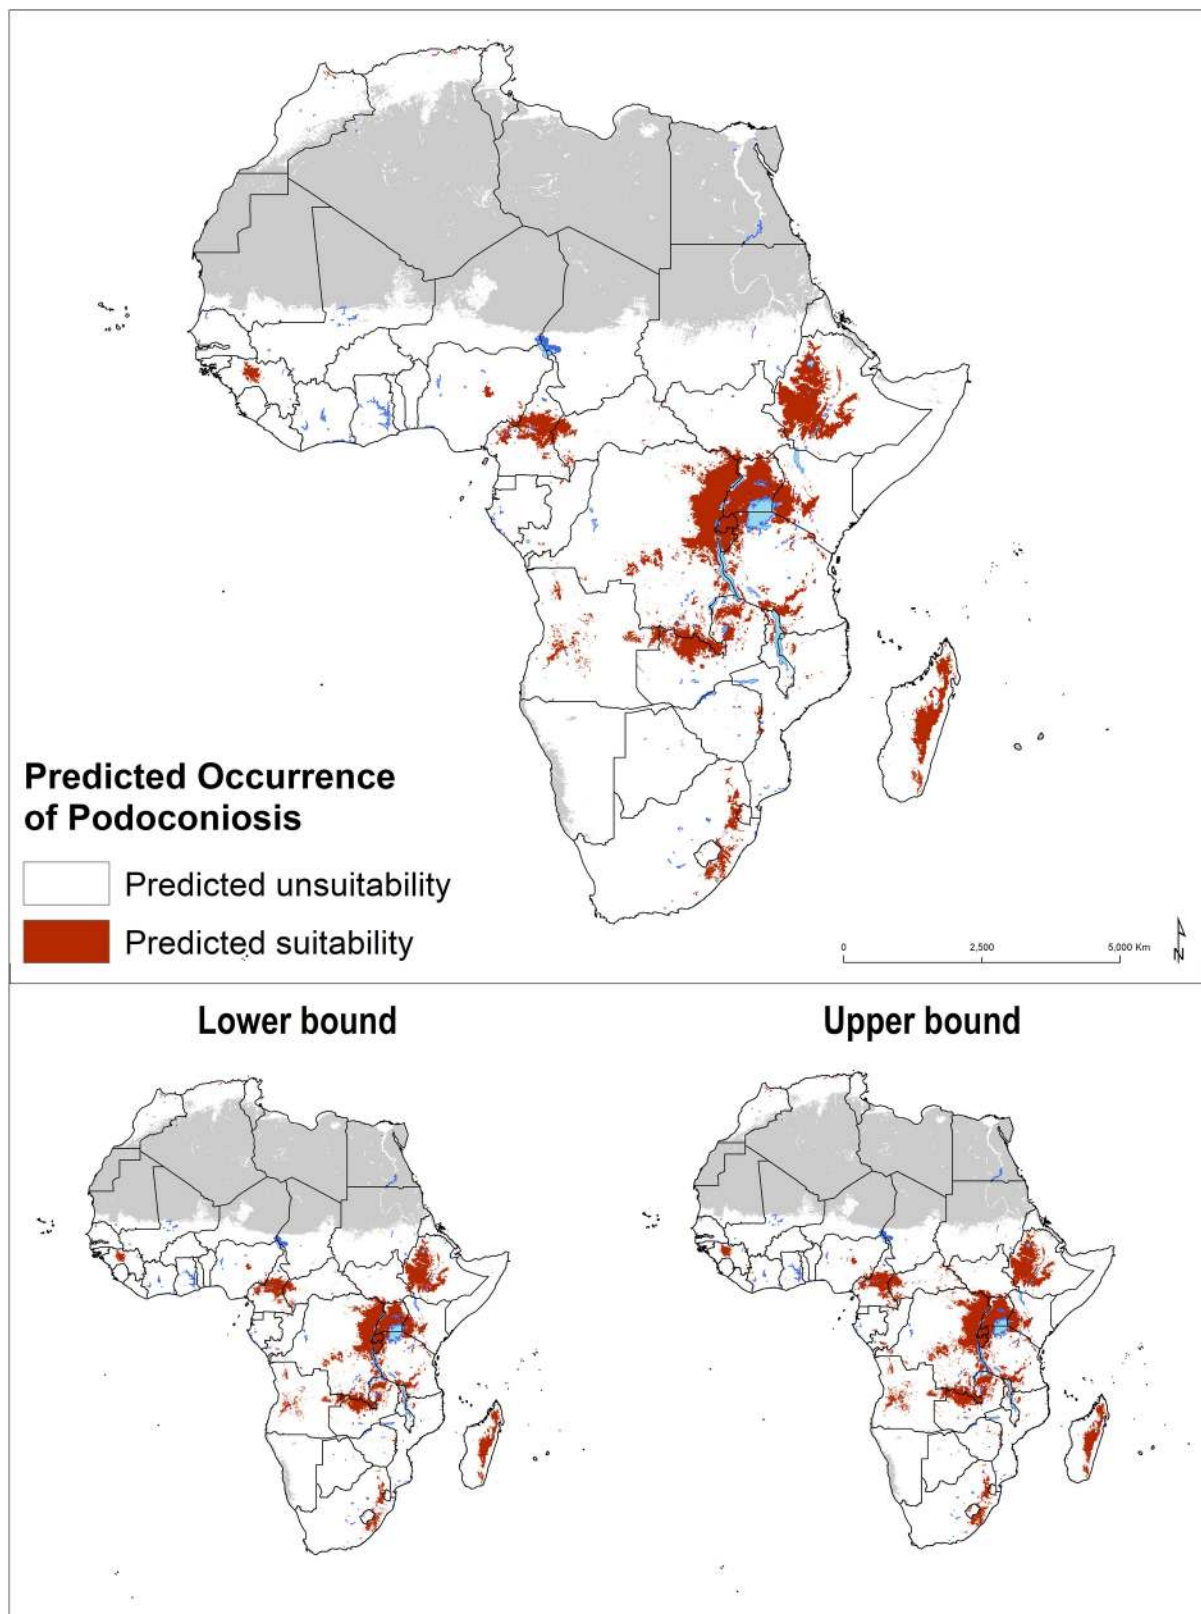 Predicted Occurrence
of Podoconiosis
Predicted unsuitability
Predicted suitability
0 2,500 5,000 Km
N
Lower bound
Upper bound